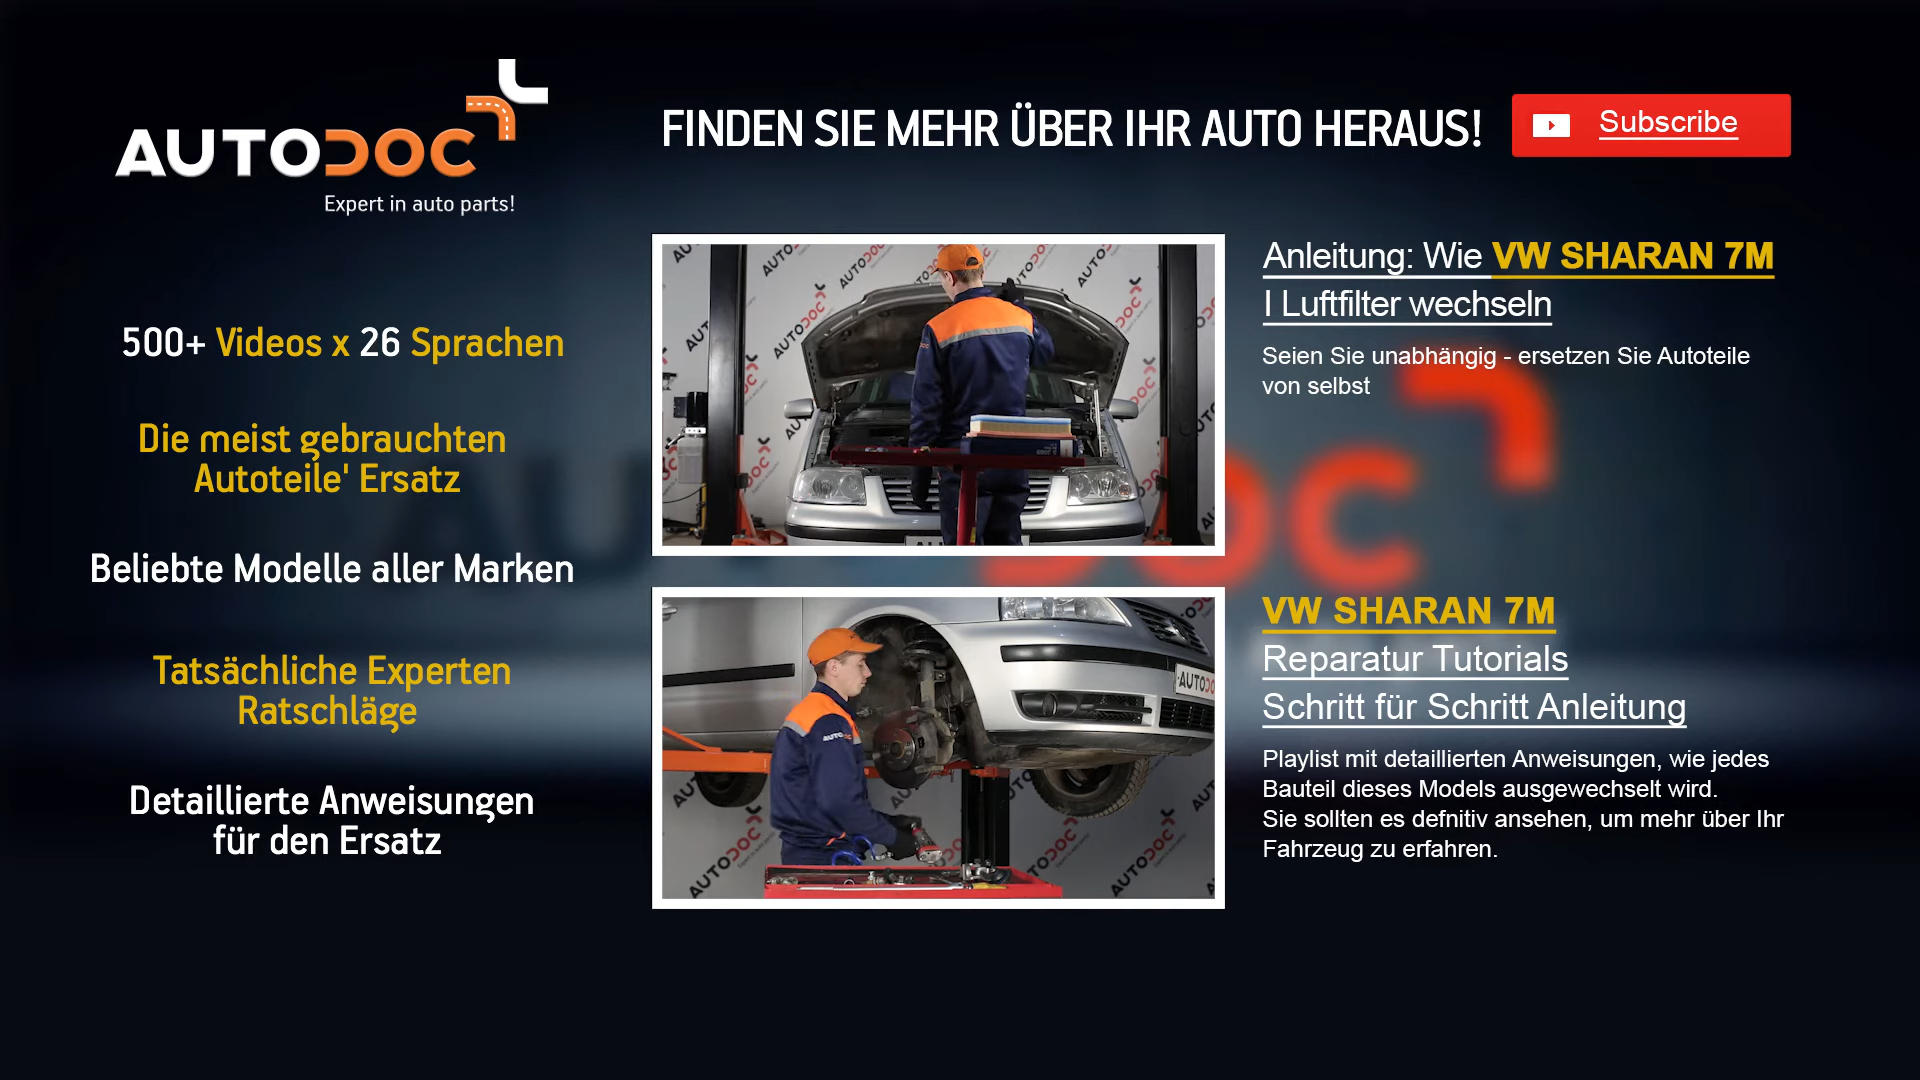 AUTODOC
Expert in auto parts!
FINDEN SIE MEHR ÜBER IHR AUTO HERAUS!
Subscribe
500+ Videos x 26 Sprachen
Die meist gebrauchten
Autoteile' Ersatz
Beliebte Modelle aller Marken
Tatsächliche Experten
Ratschläge
Detaillierte Anweisungen
für den Ersatz
Anleitung: Wie VW SHARAN 7M
I Luftfilter wechseln
Seien Sie unabhängig - ersetzen Sie Autoteile
von selbst
VW SHARAN 7M
Reparatur Tutorials
Schritt für Schritt Anleitung
Playlist mit detaillierten Anweisungen, wie jedes
Bauteil dieses Models ausgewechselt wird.
Sie sollten es defnitiv ansehen, um mehr über Ihr
Fahrzeug zu erfahren.